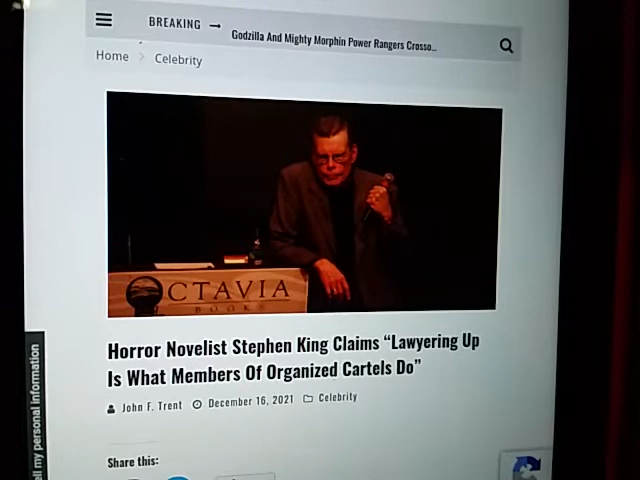 BREAKING → Godzilla And Mighty Morphin Power Rangers Crosso...
Home > Celebrity
OCTAVIA
BOOKS
Horror Novelist Stephen King Claims “Lawyering Up
Is What Members Of Organized Cartels Do”
John F. Trent December 16, 2021 Celebrity
Share this:
ell my personal information